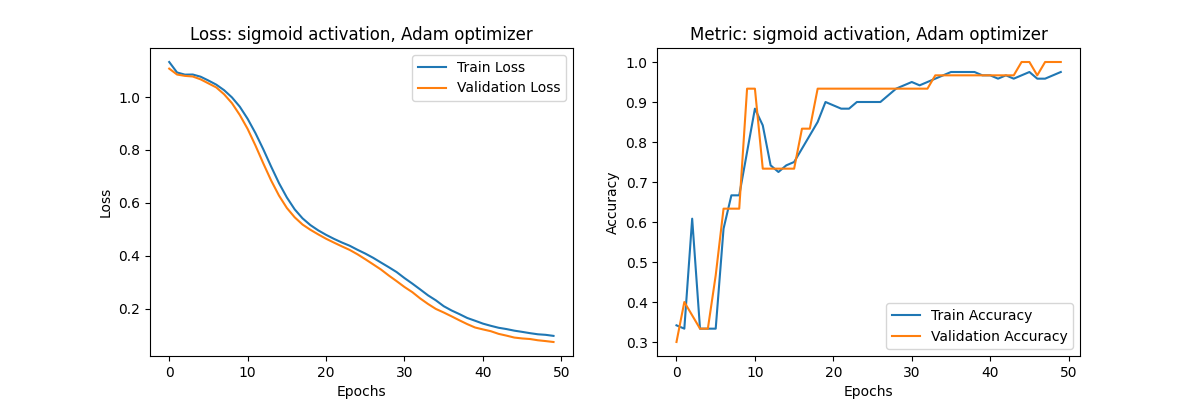 Loss: sigmoid activation, Adam optimizer
Train Loss
Validation Loss
1.0
0.8
0.6
0.4
0.2
Loss
0
10
20
30
40
50
Epochs
Metric: sigmoid activation, Adam optimizer
1.0
0.9
0.8
0.7
0.6
0.5
0.4
0.3
Accuracy
Train Accuracy
Validation Accuracy
0
10
20
30
40
50
Epochs